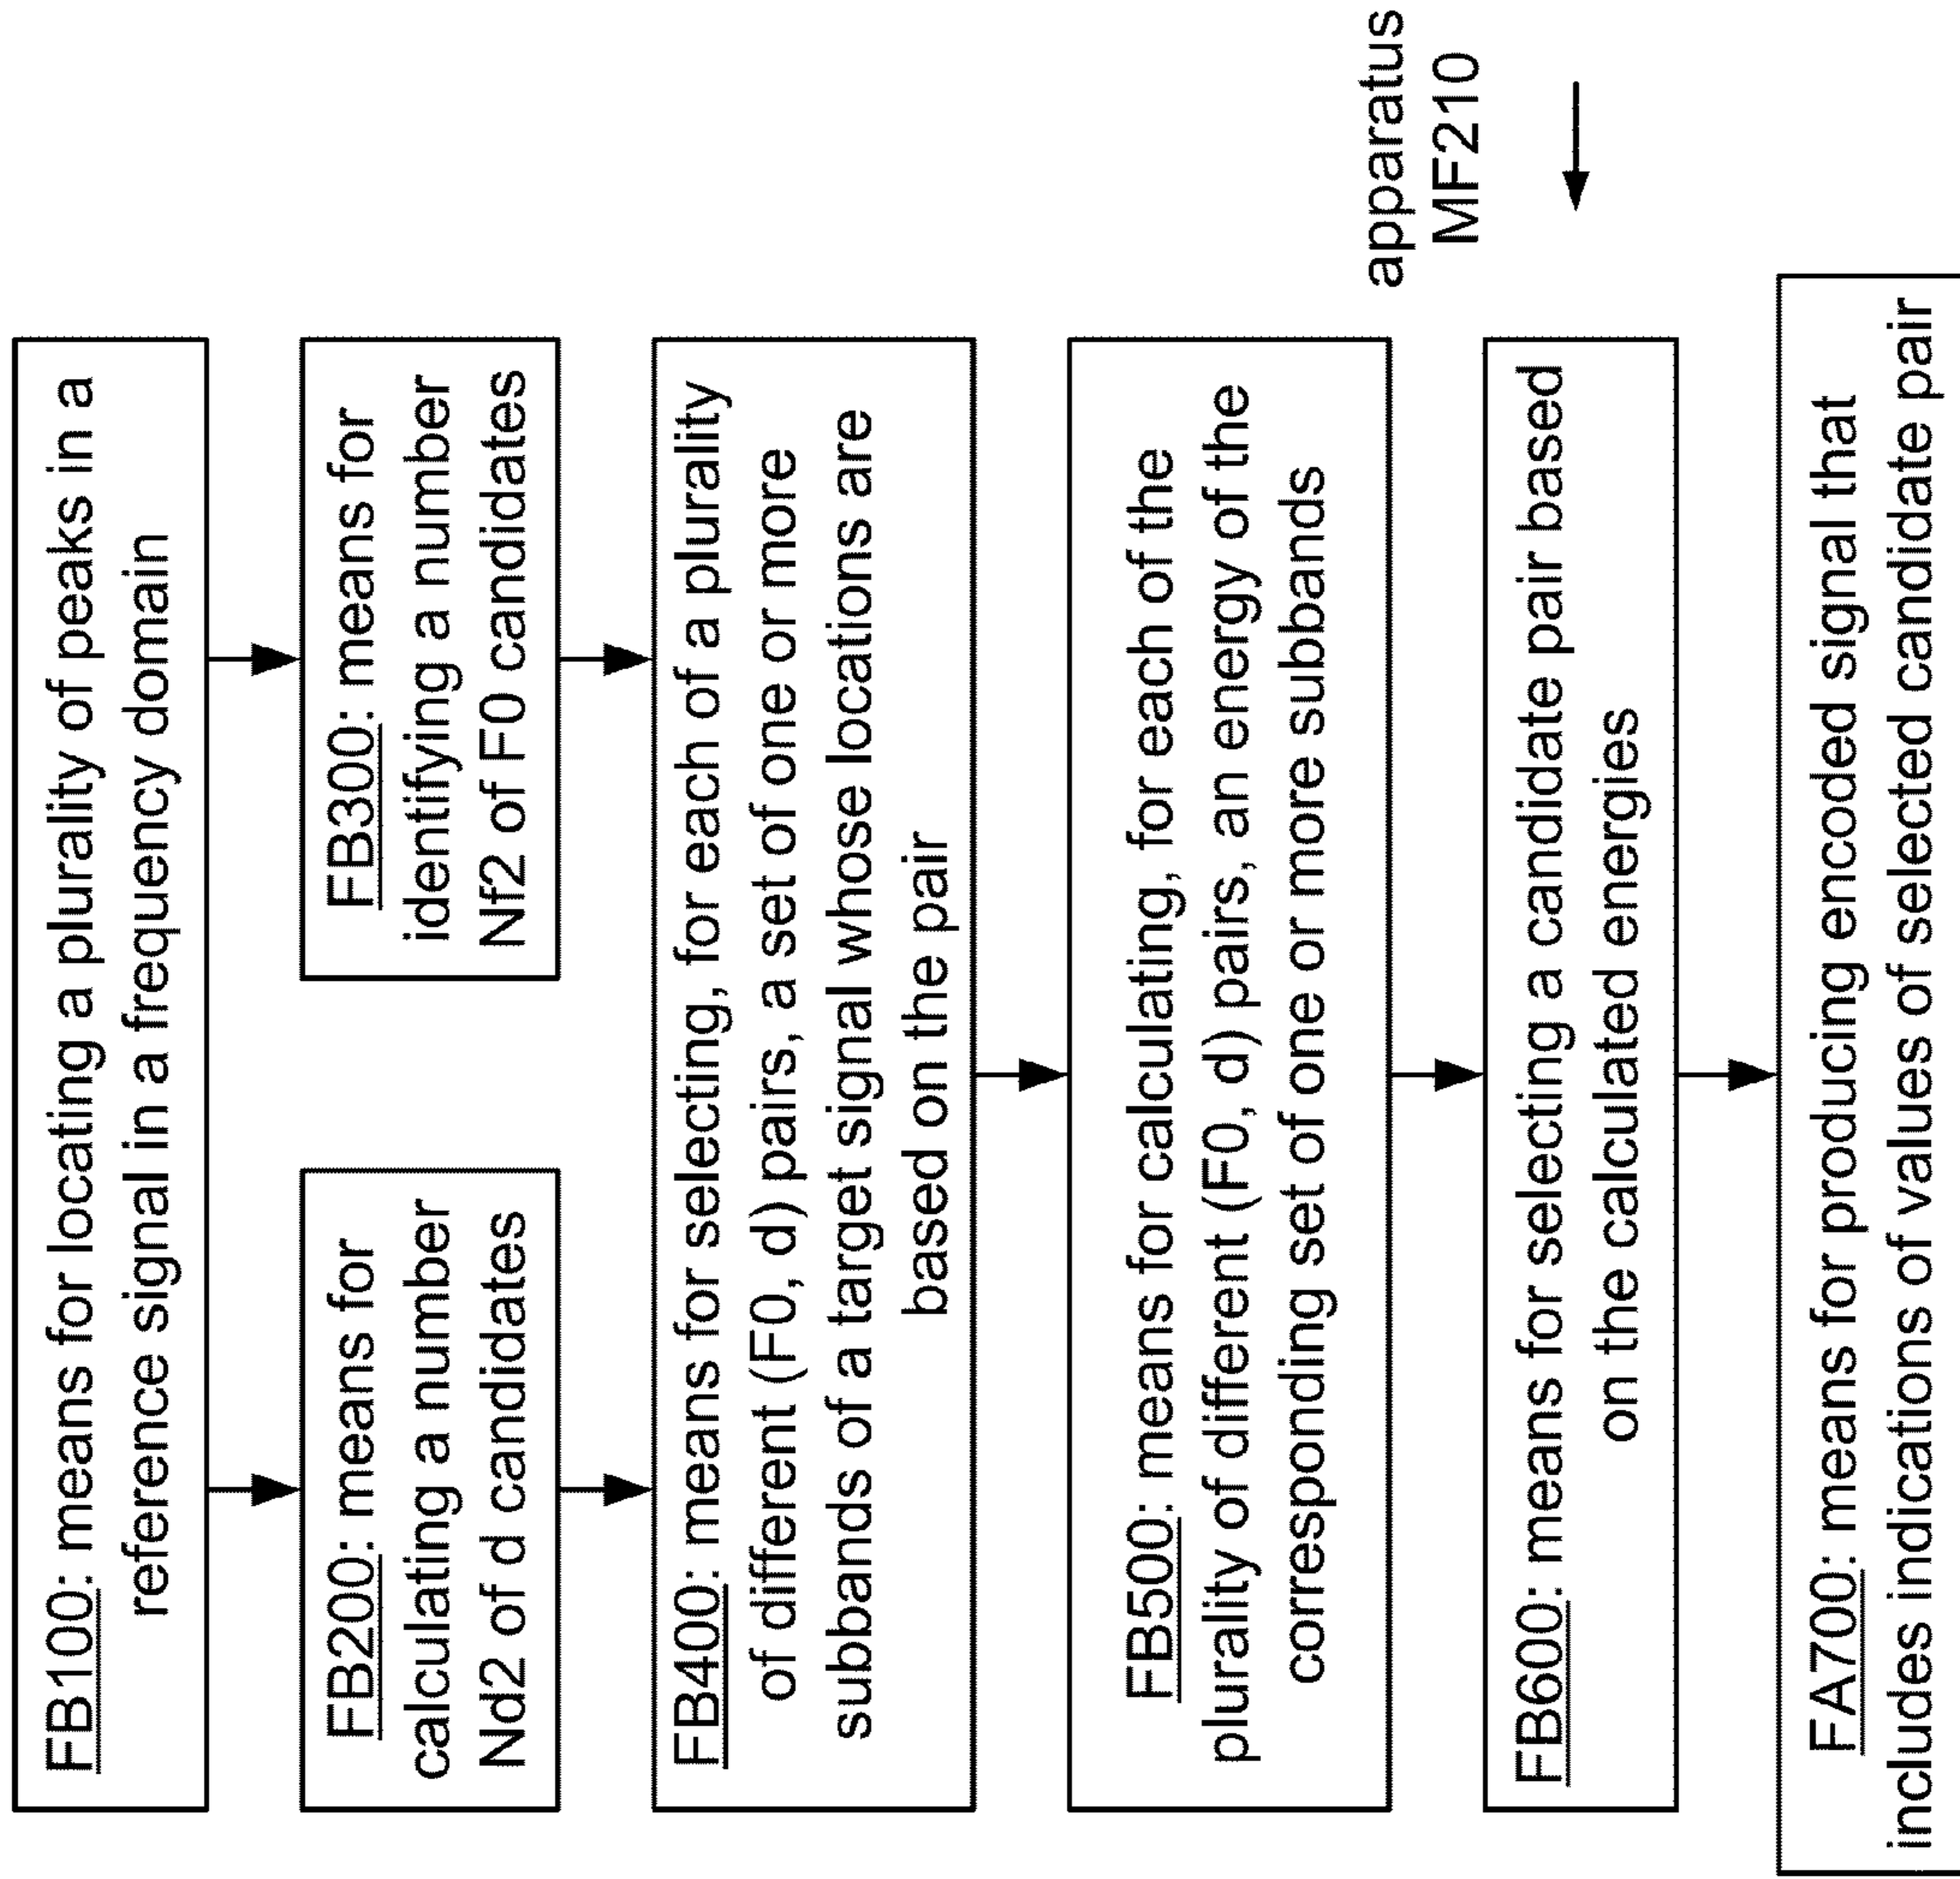 FB100: means for locating a plurality of peaks in a
reference signal in a frequency domain
FB200: means for
calculating a number
Nd2 of d candidates
FB300: means for
identifying a number
Nf2 of F0 candidates
FB400: means for selecting, for each of a plurality
of different (F0, d) pairs, a set of one or more
subbands of a target signal whose locations are
based on the pair
FB500: means for calculating, for each of the
plurality of different (F0, d) pairs, an energy of the
corresponding set of one or more subbands
apparatus
MF210
FB600: means for selecting a candidate pair based
on the calculated energies
FA700: means for producing encoded signal that
includes indications of values of selected candidate pair